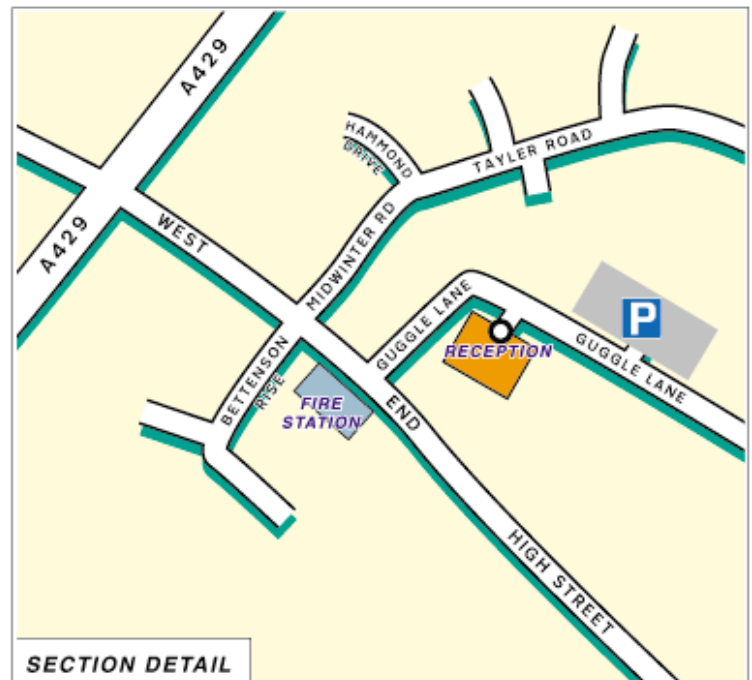 A429
HAMMOND
DRIVE
TAYLER ROAD
A429
WEST
MIDWINTER RD
GUGGLE LANE
P
RECEPTION
GUGGLE LANE
BETTENSON
RISE
FIRE
STATION
END
HIGH STREET
SECTION DETAIL